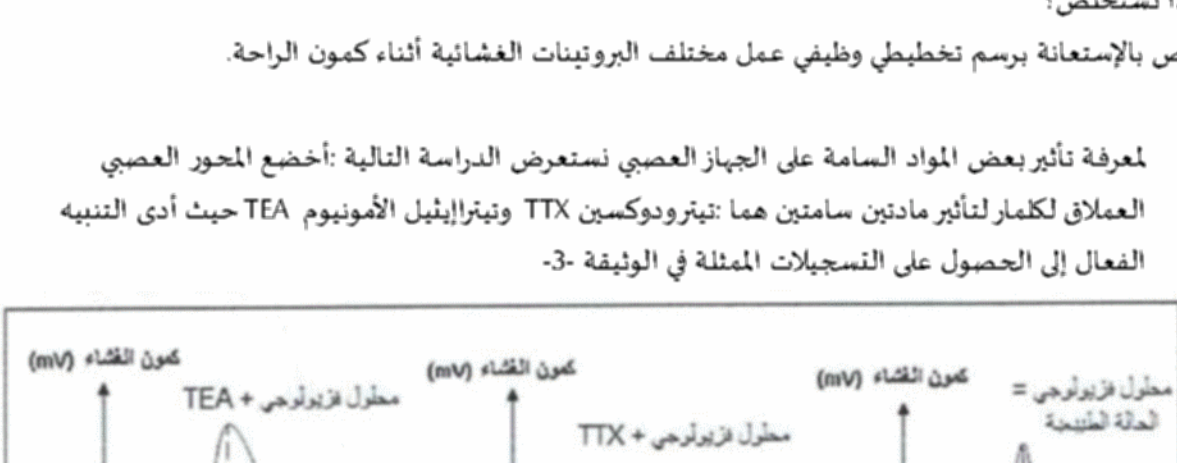 ص بالإستعانة برسم تخطيطي وظيفي عمل مختلف البروتينات الغشائية أثناء كمون الراحة.
لمعرفة تأثير بعض المواد السامة على الجهاز العصبي نستعرض الدراسة التالية :أخضع المحور العصبي
العملاق لكلمار لتأثير مادتين سامتين هما :تيترودوكسين TTX وتيتراإيثيل الأمونيوم TEA حيث أدى التنبيه
الفعال إلى الحصول على التسجيلات الممثلة في الوثيقة -3-
محلول فزيولوجي =
الحالة الطبيعية
كمون الغشاء (mV)
كمون الغشاء (mV)
محلول فزيولوجي + TTX
كمون الغشاء (mV)
محلول فزيولوجي + TEA